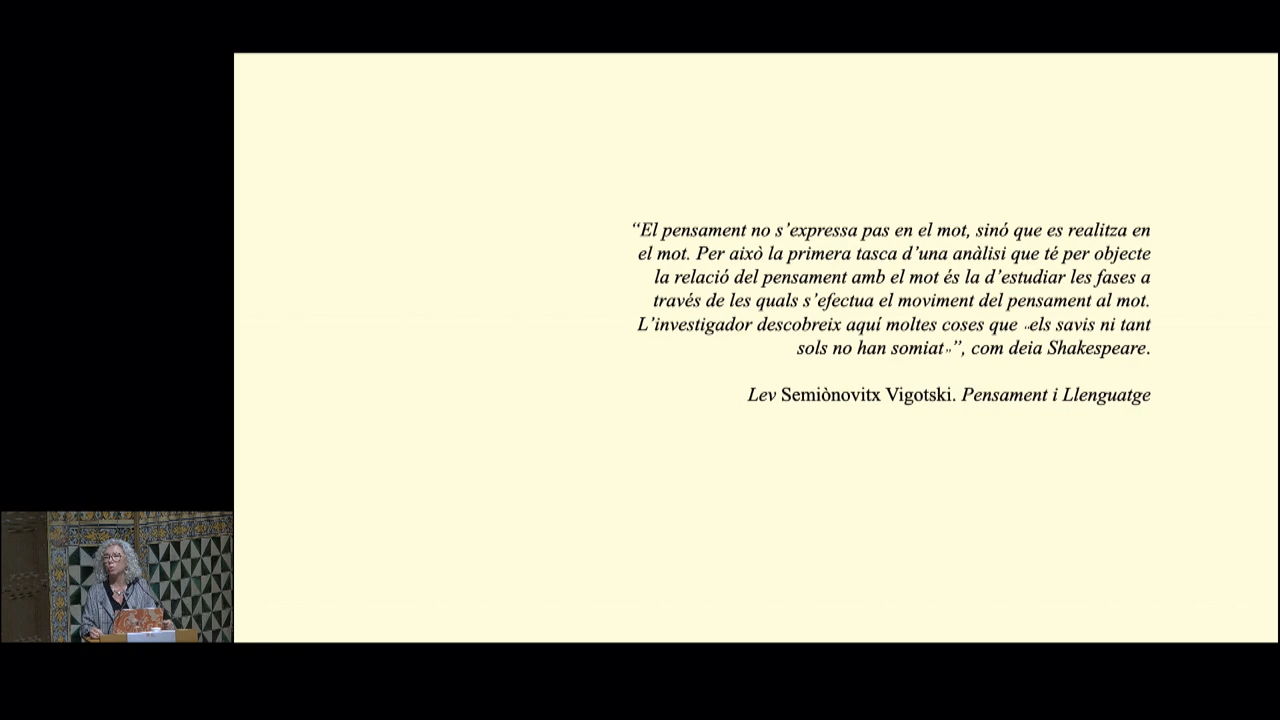 “El pensament no s’expressa pas en el mot, sinó que es realitza en
el mot. Per això la primera tasca d’una anàlisi que té per objecte
la relació del pensament amb el mot és la d’estudiar les fases a
través de les quals s’efectua el moviment del pensament al mot.
L’investigador descobreix aquí moltes coses que “els savis ni tant
sols no han somiat””, com deia Shakespeare.
Lev Semiònovitx Vigotski. Pensament i Llenguatge